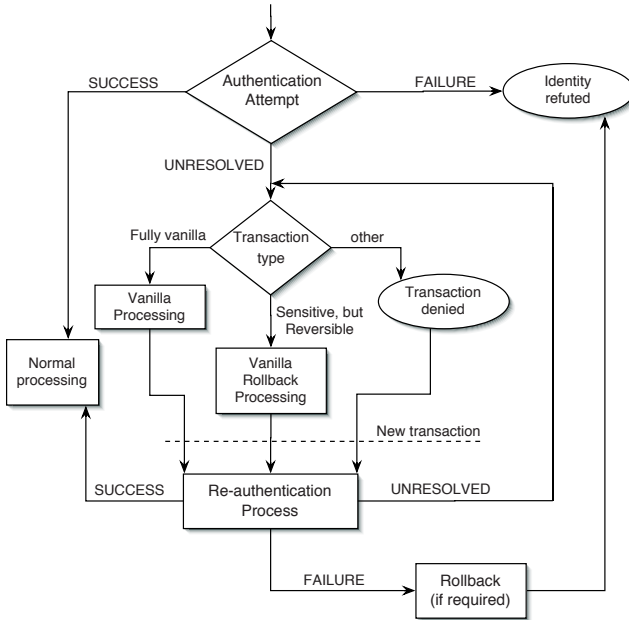 SUCCESS
Authentication
Attempt
FAILURE
Identity
refuted
UNRESOLVED
Fully vanilla
Transaction
type
other
Vanilla
Processing
Sensitive, but
Reversible
Transaction
denied
Normal
processing
Vanilla
Rollback
Processing
New transaction
SUCCESS
Re-authentication
Process
UNRESOLVED
FAILURE
Rollback
(if required)